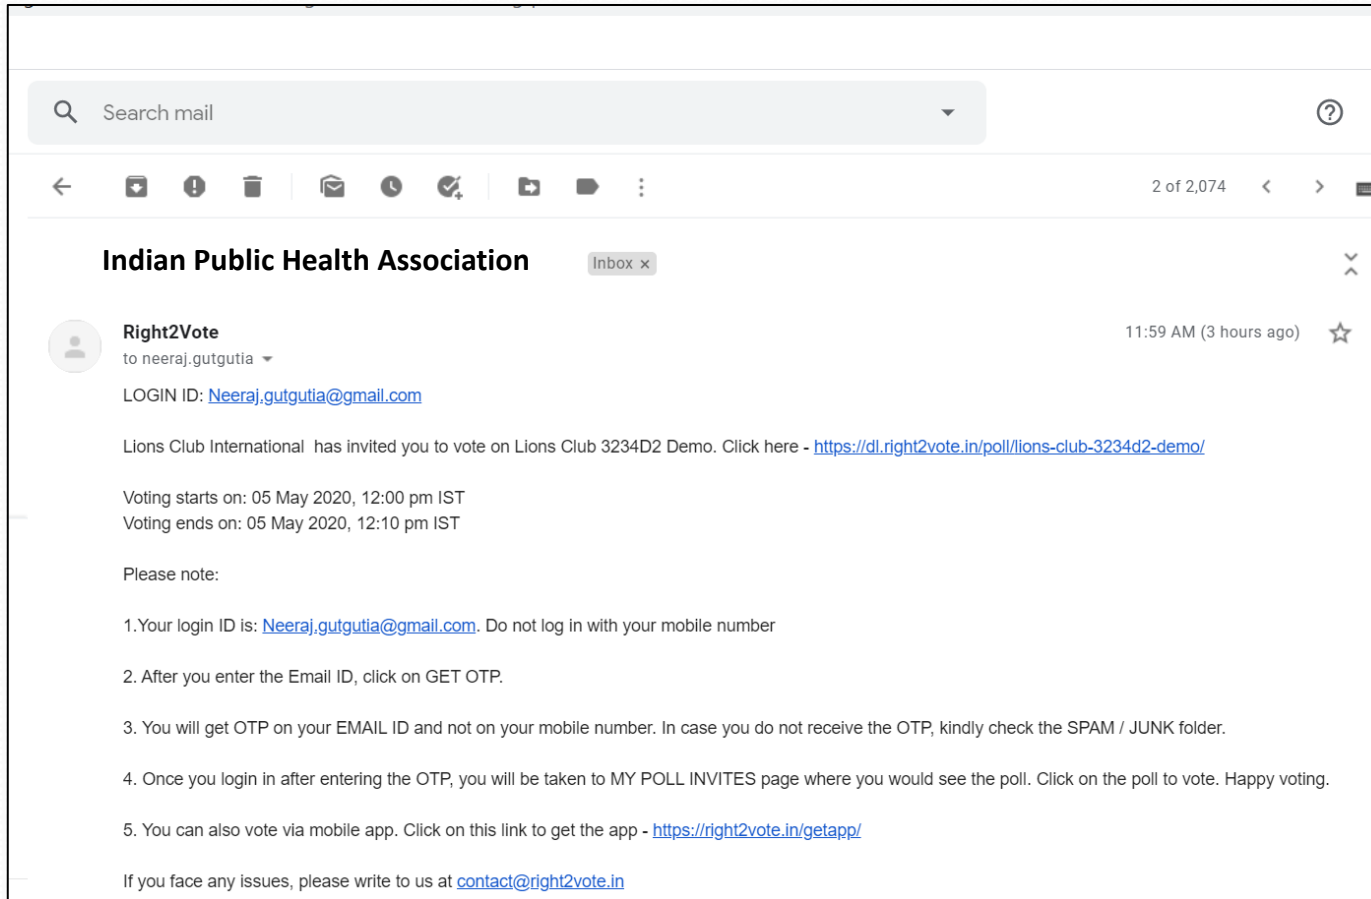 Search mail
2 of 2,074
Indian Public Health Association
Inbox x
Right2Vote
11:59 AM (3 hours ago)
to neeraj.gutgutia
LOGIN ID: Neeraj.gutgutia@gmail.com
Lions Club International has invited you to vote on Lions Club 3234D2 Demo. Click here - https://dl.right2vote.in/poll/lions-club-3234d2-demo/
Voting starts on: 05 May 2020, 12:00 pm IST
Voting ends on: 05 May 2020, 12:10 pm IST
Please note:
1.Your login ID is: Neeraj.gutgutia@gmail.com. Do not log in with your mobile number
2. After you enter the Email ID, click on GET OTP.
3. You will get OTP on your EMAIL ID and not on your mobile number. In case you do not receive the OTP, kindly check the SPAM / JUNK folder.
4. Once you login in after entering the OTP, you will be taken to MY POLL INVITES page where you would see the poll. Click on the poll to vote. Happy voting.
5. You can also vote via mobile app. Click on this link to get the app - https://right2vote.in/getapp/
If you face any issues, please write to us at contact@right2vote.in